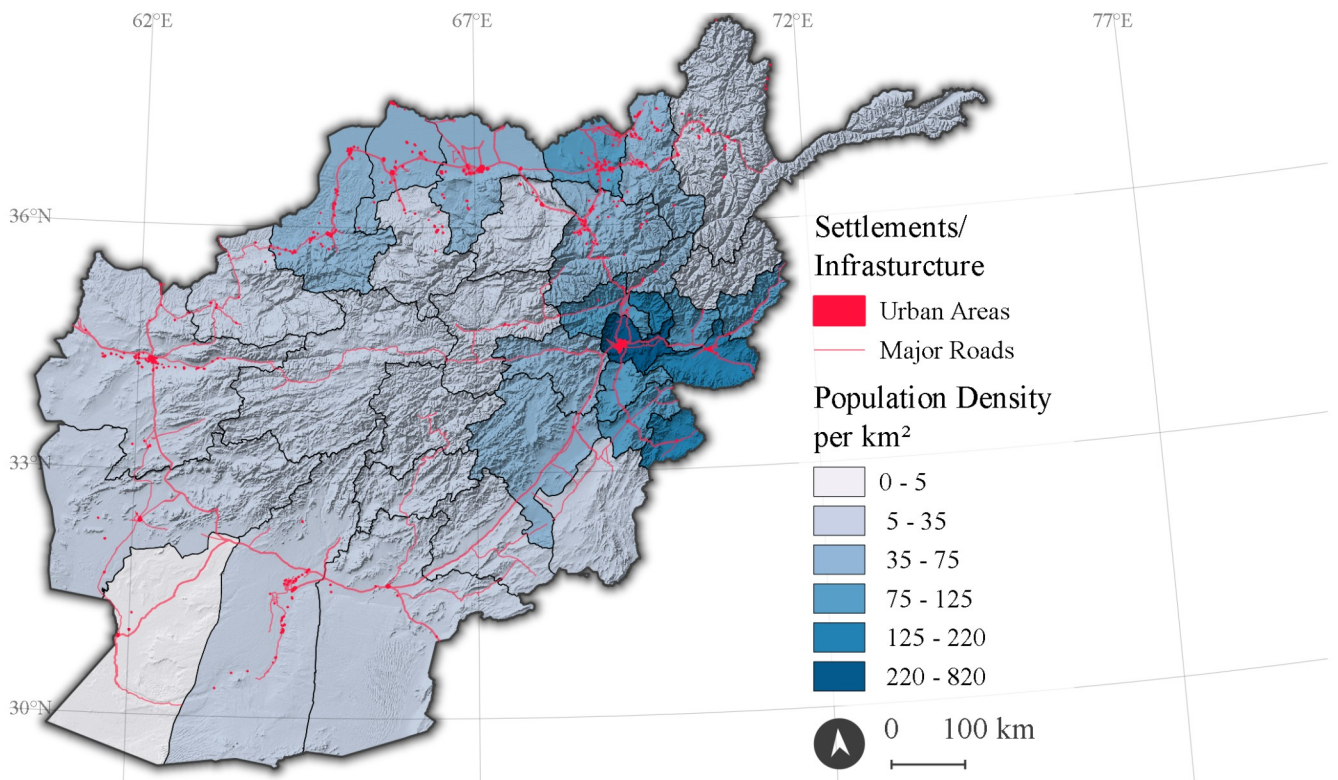 62°E 67°E 72°E 77°E
36°N
33°N
30°N
Settlements/
Infrasturcture
Urban Areas
Major Roads
Population Density
per km²
0 - 5
5 - 35
35 - 75
75 - 125
125 - 220
220 - 820
0 100 km